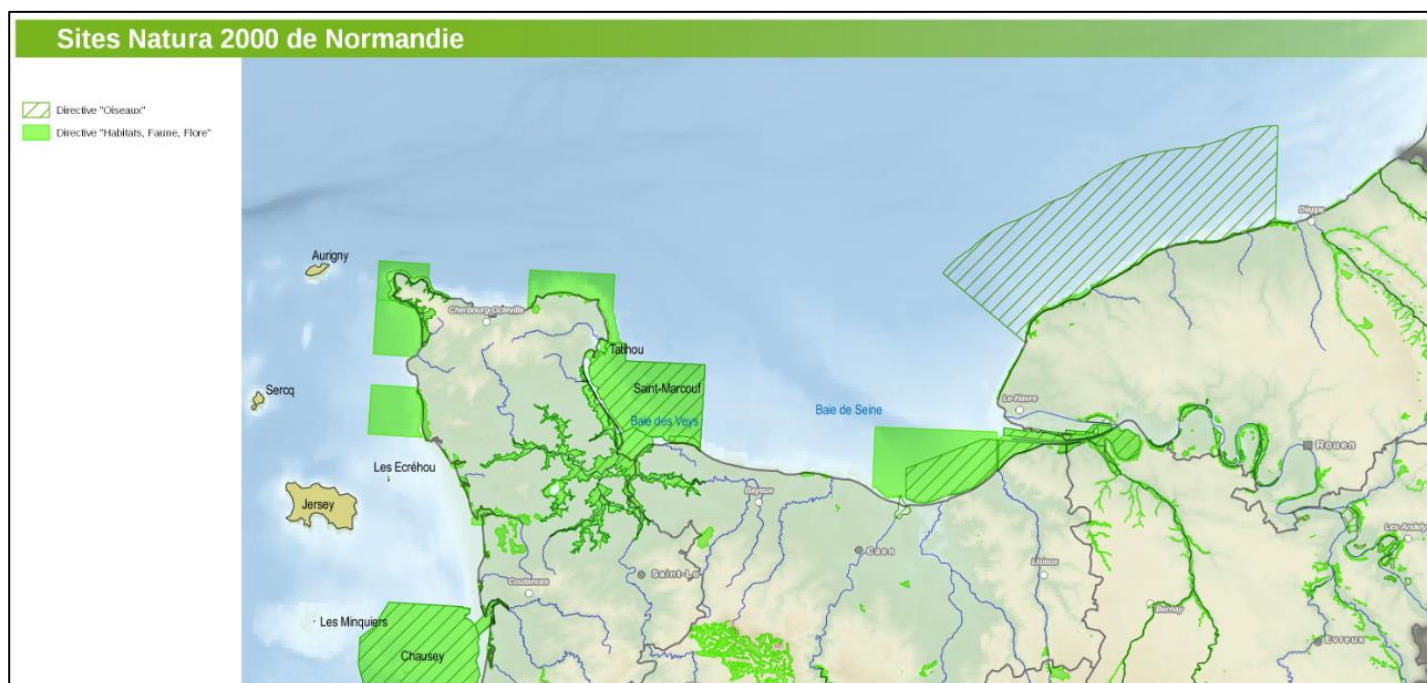 Sites Natura 2000 de Normandie
Directive "Oiseaux"
Directive "Habitats, Faune, Flore"
Dieppe
Aurigny
Cherbourg-Octeville
Tatihou
Saint-Marcouf
Sercq
Le-Havre
Baie de Seine
Baie des Veys
Rouen
Les Ecréhou
Jersey
Bayeux
Les-Andely
Caen
Lisieux
Saint-Lo
Coutances
Bernay
Les Minquiers
Evreux
Chausey